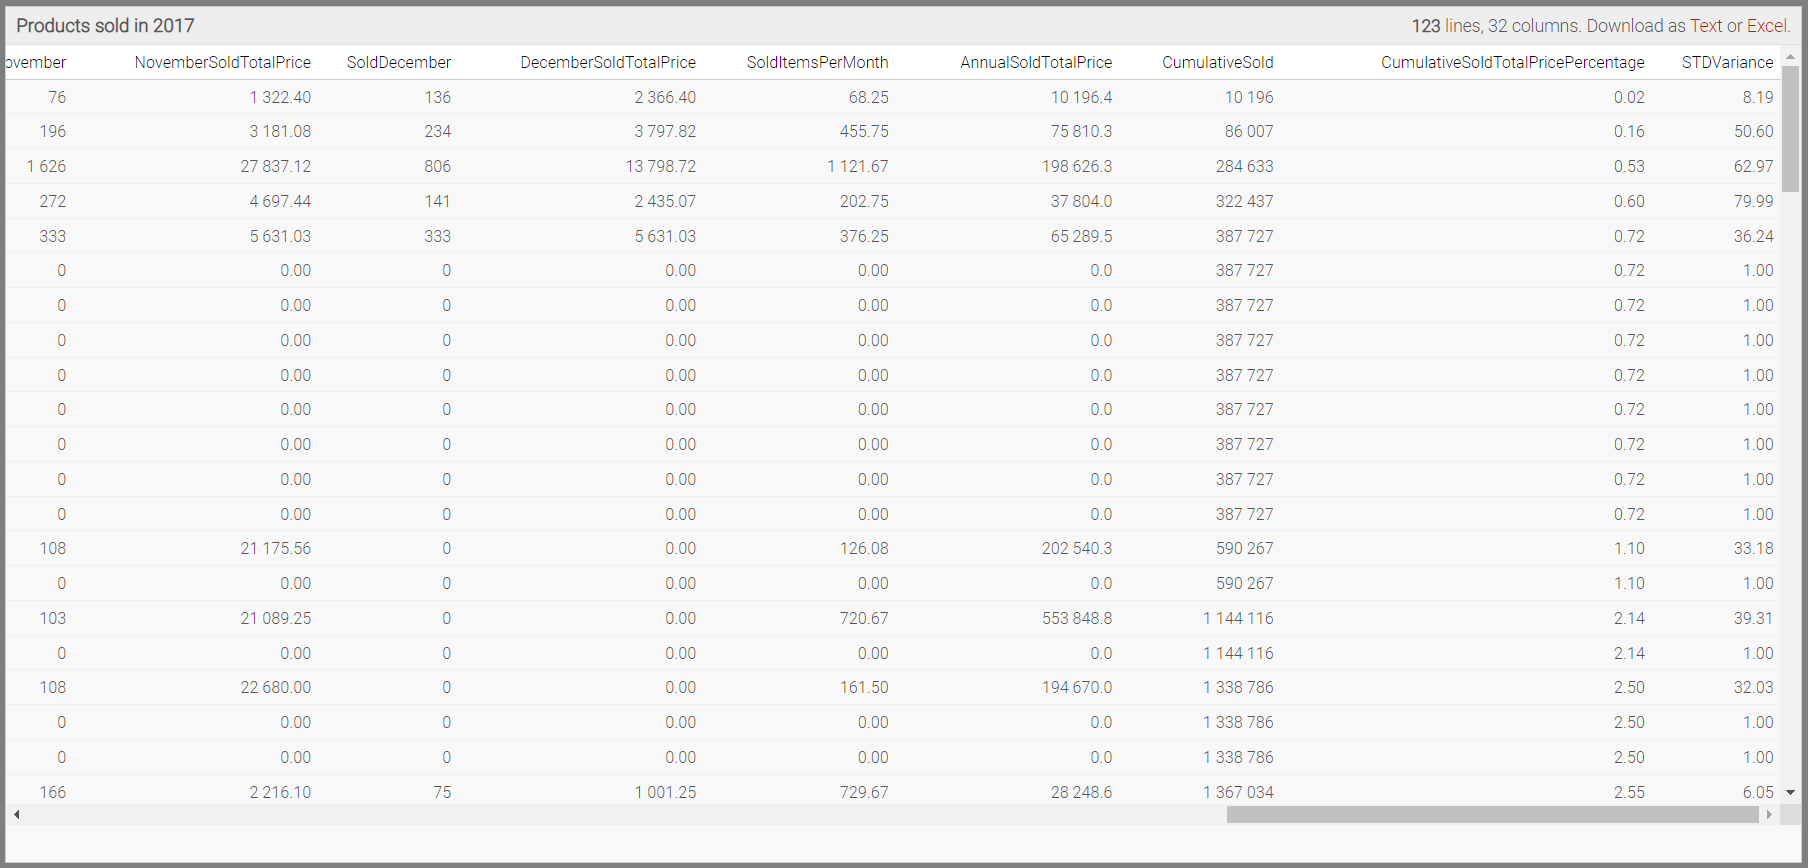 Products sold in 2017 123 lines, 32 columns. Download as Text or Excel.
ovember NovemberSoldTotalPrice SoldDecember DecemberSoldTotalPrice SoldItemsPerMonth AnnualSoldTotalPrice CumulativeSold CumulativeSoldTotalPricePercentage STDVariance
76 1 322.40 136 2 366.40 68.25 10 196.4 10 196 0.02 8.19
196 3 181.08 234 3 797.82 455.75 75 810.3 86 007 0.16 50.60
1 626 27 837.12 806 13 798.72 1 121.67 198 626.3 284 633 0.53 62.97
272 4 697.44 141 2 435.07 202.75 37 804.0 322 437 0.60 79.99
333 5 631.03 333 5 631.03 376.25 65 289.5 387 727 0.72 36.24
0 0.00 0 0.00 0.00 0.0 387 727 0.72 1.00
0 0.00 0 0.00 0.00 0.0 387 727 0.72 1.00
0 0.00 0 0.00 0.00 0.0 387 727 0.72 1.00
0 0.00 0 0.00 0.00 0.0 387 727 0.72 1.00
0 0.00 0 0.00 0.00 0.0 387 727 0.72 1.00
0 0.00 0 0.00 0.00 0.0 387 727 0.72 1.00
0 0.00 0 0.00 0.00 0.0 387 727 0.72 1.00
0 0.00 0 0.00 0.00 0.0 387 727 0.72 1.00
108 21 175.56 0 0.00 126.08 202 540.3 590 267 1.10 33.18
0 0.00 0 0.00 0.00 0.0 590 267 1.10 1.00
103 21 089.25 0 0.00 720.67 553 848.8 1 144 116 2.14 39.31
0 0.00 0 0.00 0.00 0.0 1 144 116 2.14 1.00
108 22 680.00 0 0.00 161.50 194 670.0 1 338 786 2.50 32.03
0 0.00 0 0.00 0.00 0.0 1 338 786 2.50 1.00
0 0.00 0 0.00 0.00 0.0 1 338 786 2.50 1.00
166 2 216.10 75 1 001.25 729.67 28 248.6 1 367 034 2.55 6.05